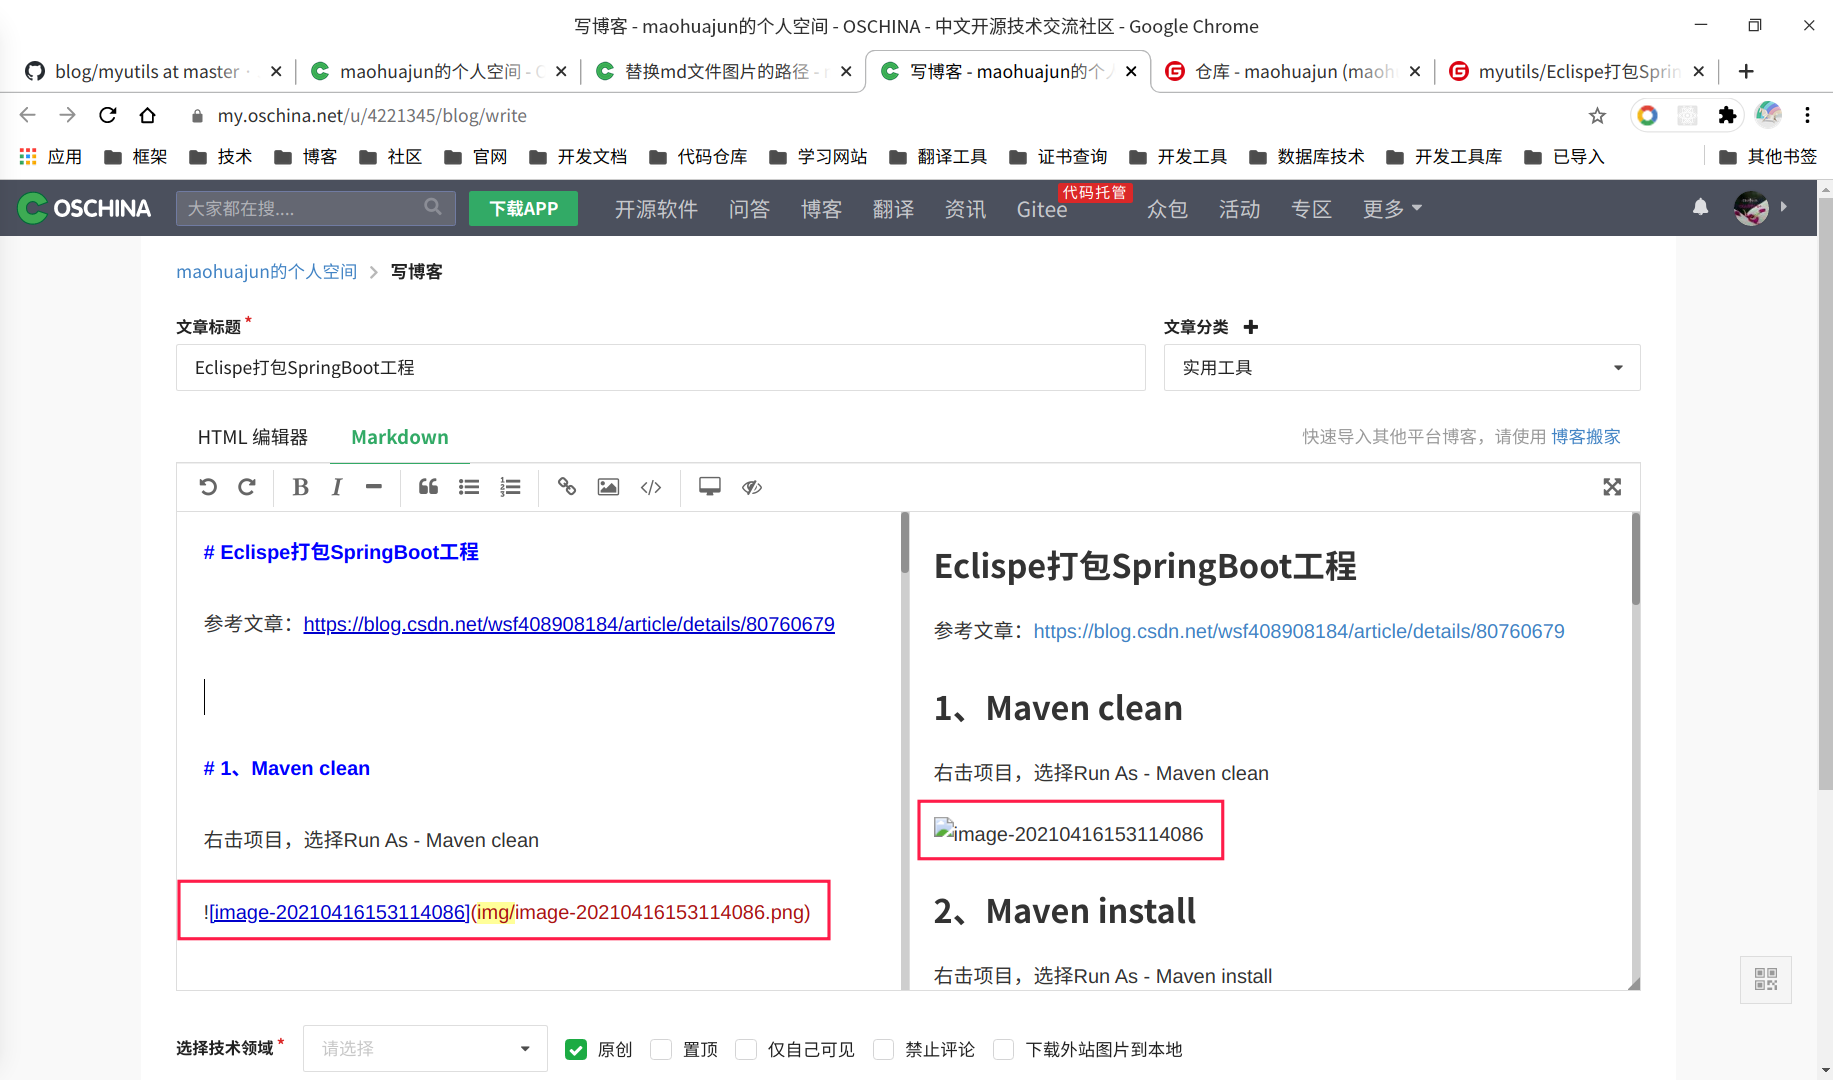 写博客 - maohuajun的个人空间 - OSCHINA - 中文开源技术交流社区 - Google Chrome
blog/myutils at master
maohuajun的个人空间 -
替换md文件图片的路径 -
写博客 - maohuajun的个人
仓库 - maohuajun (maoh
myutils/Eclispe打包Sprin
my.oschina.net/u/4221345/blog/write
应用 框架 技术 博客 社区 官网 开发文档 代码仓库 学习网站 翻译工具 证书查询 开发工具 数据库技术 开发工具库 已导入 其他书签
OSCHINA 大家都在搜.... 下载APP 开源软件 问答 博客 翻译 资讯 Gitee 代码托管 众包 活动 专区 更多
maohuajun的个人空间 > 写博客
文章标题 *
文章分类
Eclispe打包SpringBoot工程
实用工具
HTML 编辑器 Markdown
快速导入其他平台博客，请使用 博客搬家
# Eclispe打包SpringBoot工程
参考文章：https://blog.csdn.net/wsf408908184/article/details/80760679
# 1、Maven clean
右击项目，选择Run As - Maven clean
![image-20210416153114086](img/image-20210416153114086.png)
Eclispe打包SpringBoot工程
参考文章：https://blog.csdn.net/wsf408908184/article/details/80760679
1、Maven clean
右击项目，选择Run As - Maven clean
image-20210416153114086
2、Maven install
右击项目，选择Run As - Maven install
选择技术领域 * 请选择 原创 置顶 仅自己可见 禁止评论 下载外站图片到本地